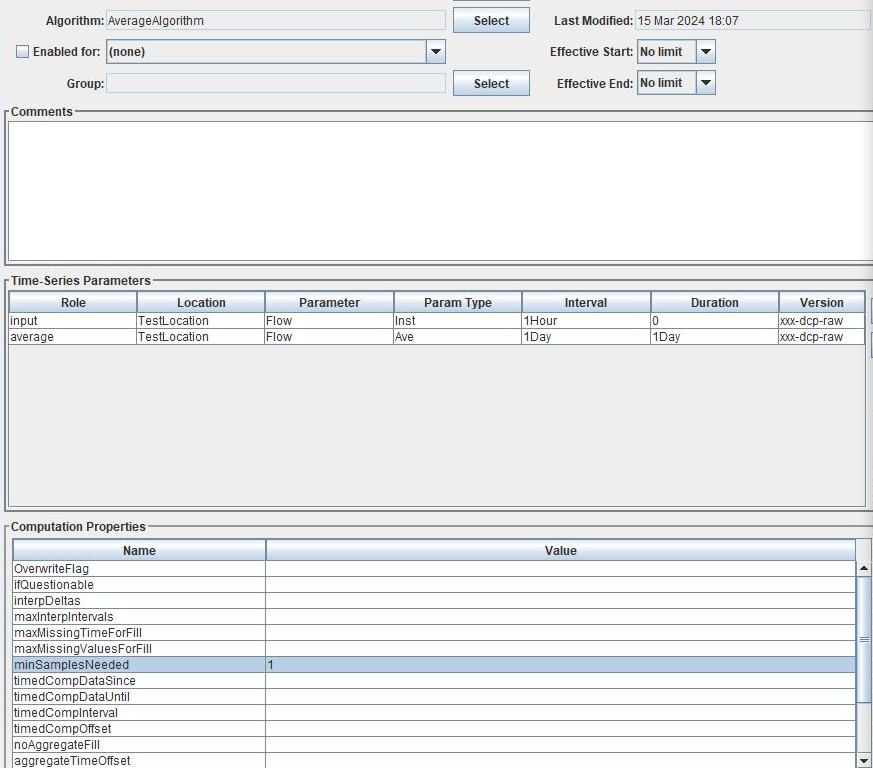 Algorithm: AverageAlgorithm Select Last Modified: 15 Mar 2024 18:07
Enabled for: (none) Effective Start: No limit
Group: Select Effective End: No limit
Comments
Time-Series Parameters
Role Location Parameter Param Type Interval Duration Version
input TestLocation Flow Inst 1Hour 0 xxx-dcp-raw
average TestLocation Flow Ave 1Day 1Day xxx-dcp-raw
Computation Properties
Name Value
OverwriteFlag
ifQuestionable
interpDeltas
maxInterpIntervals
maxMissingTimeForFill
maxMissingValuesForFill
minSamplesNeeded 1
timedCompDataSince
timedCompDataUntil
timedCompInterval
timedCompOffset
noAggregateFill
aggregateTimeOffset